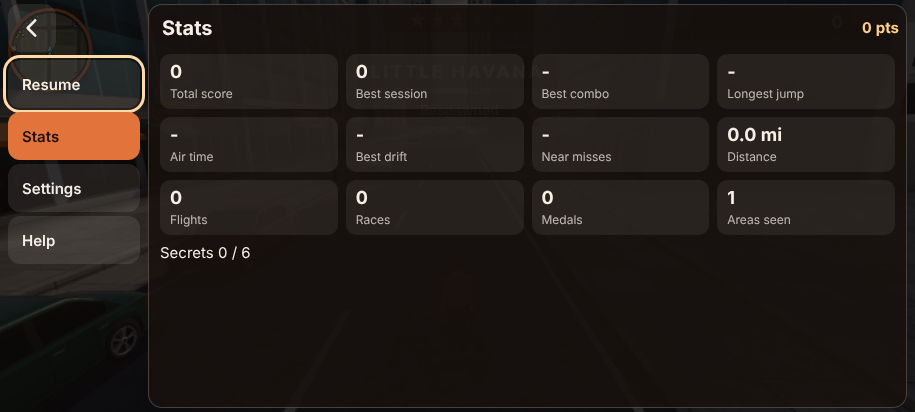 Stats
0 pts
Resume
Stats
Settings
Help
LITTLE HAVANA
0
Total score
0
Best session
-
Best combo
-
Longest jump
-
Air time
-
Best drift
-
Near misses
0.0 mi
Distance
0
Flights
0
Races
0
Medals
1
Areas seen
Secrets 0 / 6